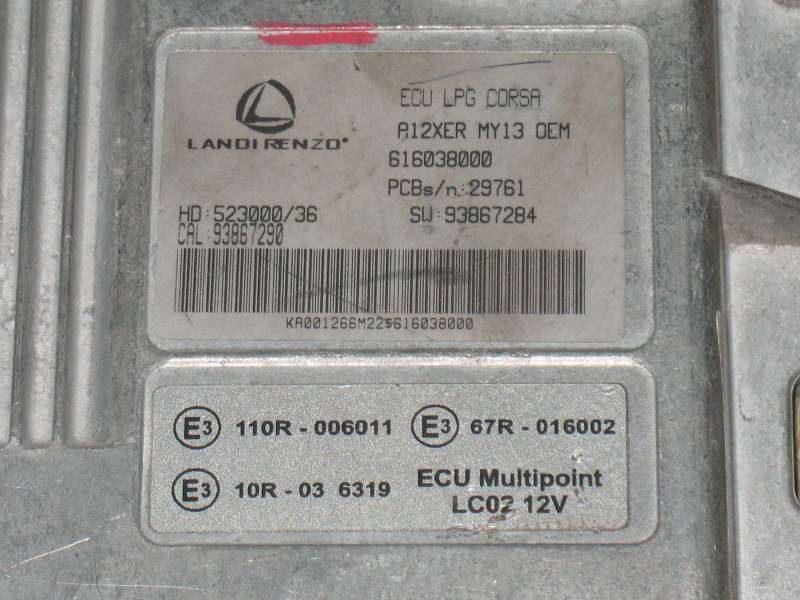 LANDIRENZO®
ECU LPG CORSA
A12XER MY13 OEM
616038000
PCBs/n.:29761
HD:523000/36 SW:93867284
CAL:93867290
KA001266M22$616038000
E3 110R - 006011 E3 67R - 016002
E3 10R - 03 6319 ECU Multipoint
LC02 12V